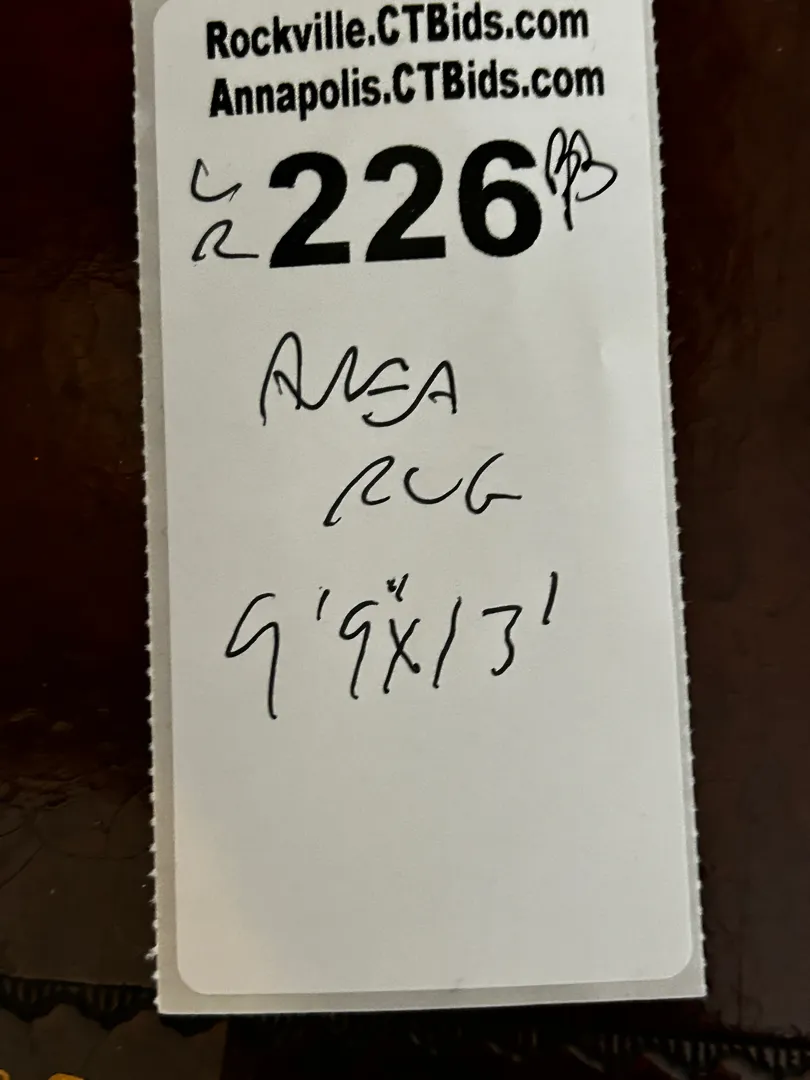 Rockville.CTBids.com
Annapolis.CTBids.com
L
R
226
AREA
RUG
9'9"X13'